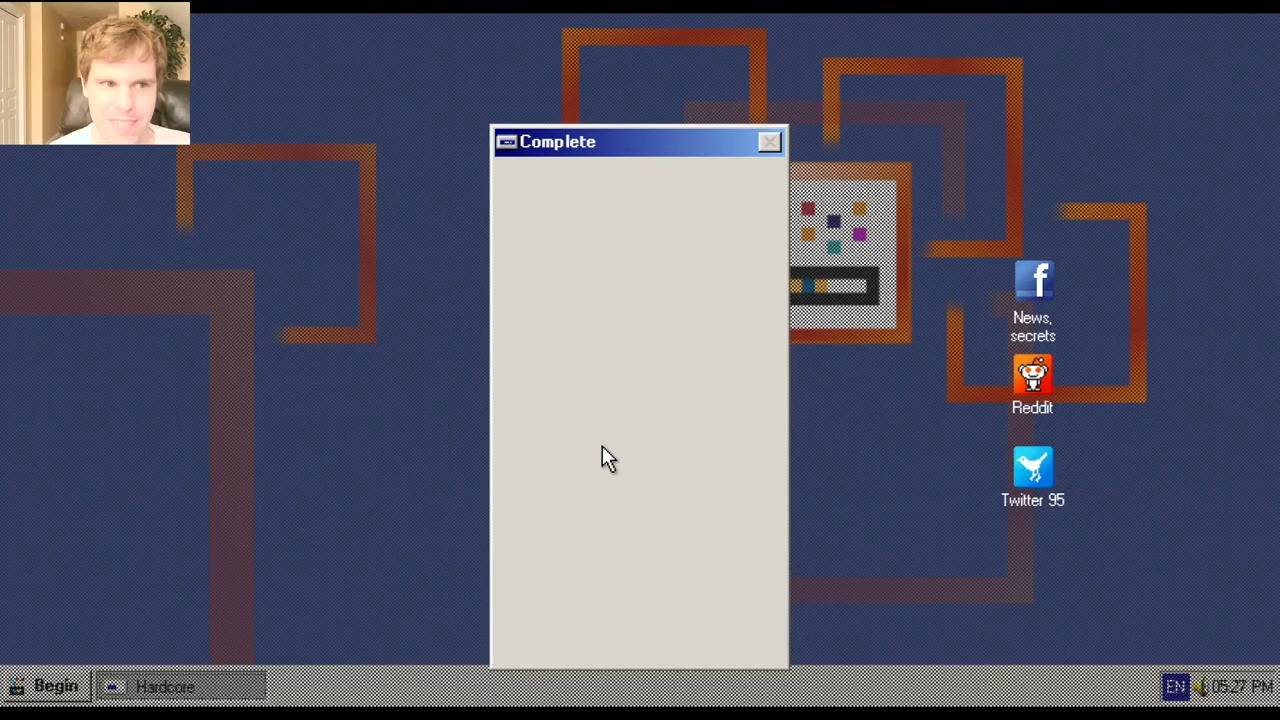 Complete
News,
secrets
Reddit
Twitter 95
Begin
Hardcore
EN
05:27 PM